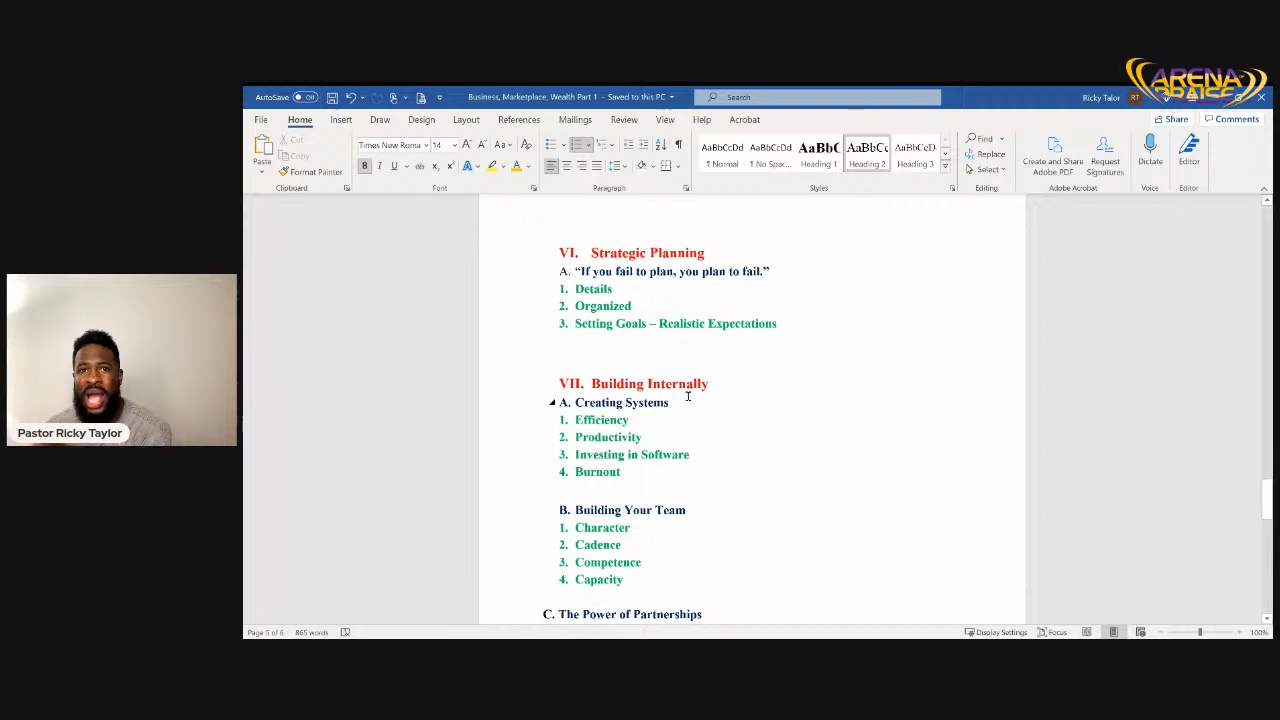 ARENA
PRAISE
AutoSave Off
Business, Marketplace, Wealth Part 1 - Saved to this PC
Search
Ricky Talor RT
File Home Insert Draw Design Layout References Mailings Review View Help Acrobat
Share Comments
Paste
Cut
Copy
Format Painter
Clipboard
Times New Roma 14
Font
Paragraph
AaBbCcDd AaBbCcDd AaBbC AaBbCc AaBbCcD
¶ Normal ¶ No Spac... Heading 1 Heading 2 Heading 3
Styles
Find
Replace
Select
Editing
Create and Share Adobe PDF
Request Signatures
Adobe Acrobat
Dictate
Voice
Editor
Editor
VI. Strategic Planning
A. “If you fail to plan, you plan to fail.”
1. Details
2. Organized
3. Setting Goals – Realistic Expectations
VII. Building Internally
A. Creating Systems
1. Efficiency
2. Productivity
3. Investing in Software
4. Burnout
B. Building Your Team
1. Character
2. Cadence
3. Competence
4. Capacity
C. The Power of Partnerships
Pastor Ricky Taylor
Page 5 of 6 865 words
Display Settings Focus 100%